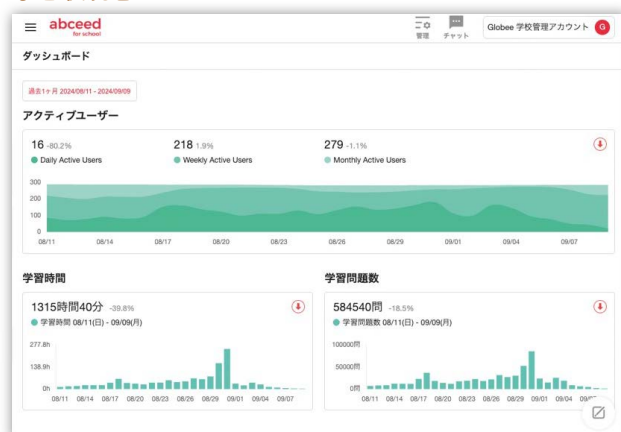 abceed
for school
管理
チャット
Globee 学校管理アカウント G
ダッシュボード
過去1ヶ月 2024/08/11 - 2024/09/09
アクティブユーザー
16 -80.2%
Daily Active Users
218 1.9%
Weekly Active Users
279 -1.1%
Monthly Active Users
300
200
100
0
08/11 08/14 08/17 08/20 08/23 08/26 08/29 09/01 09/04 09/07
学習時間
1315時間40分 -39.8%
学習時間 08/11(日) - 09/09(月)
277.8h
138.9h
0h
08/11 08/14 08/17 08/20 08/23 08/26 08/29 09/01 09/04 09/07
学習問題数
584540問 -18.5%
学習問題数 08/11(日) - 09/09(月)
100000問
50000問
0問
08/11 08/14 08/17 08/20 08/23 08/26 08/29 09/01 09/04